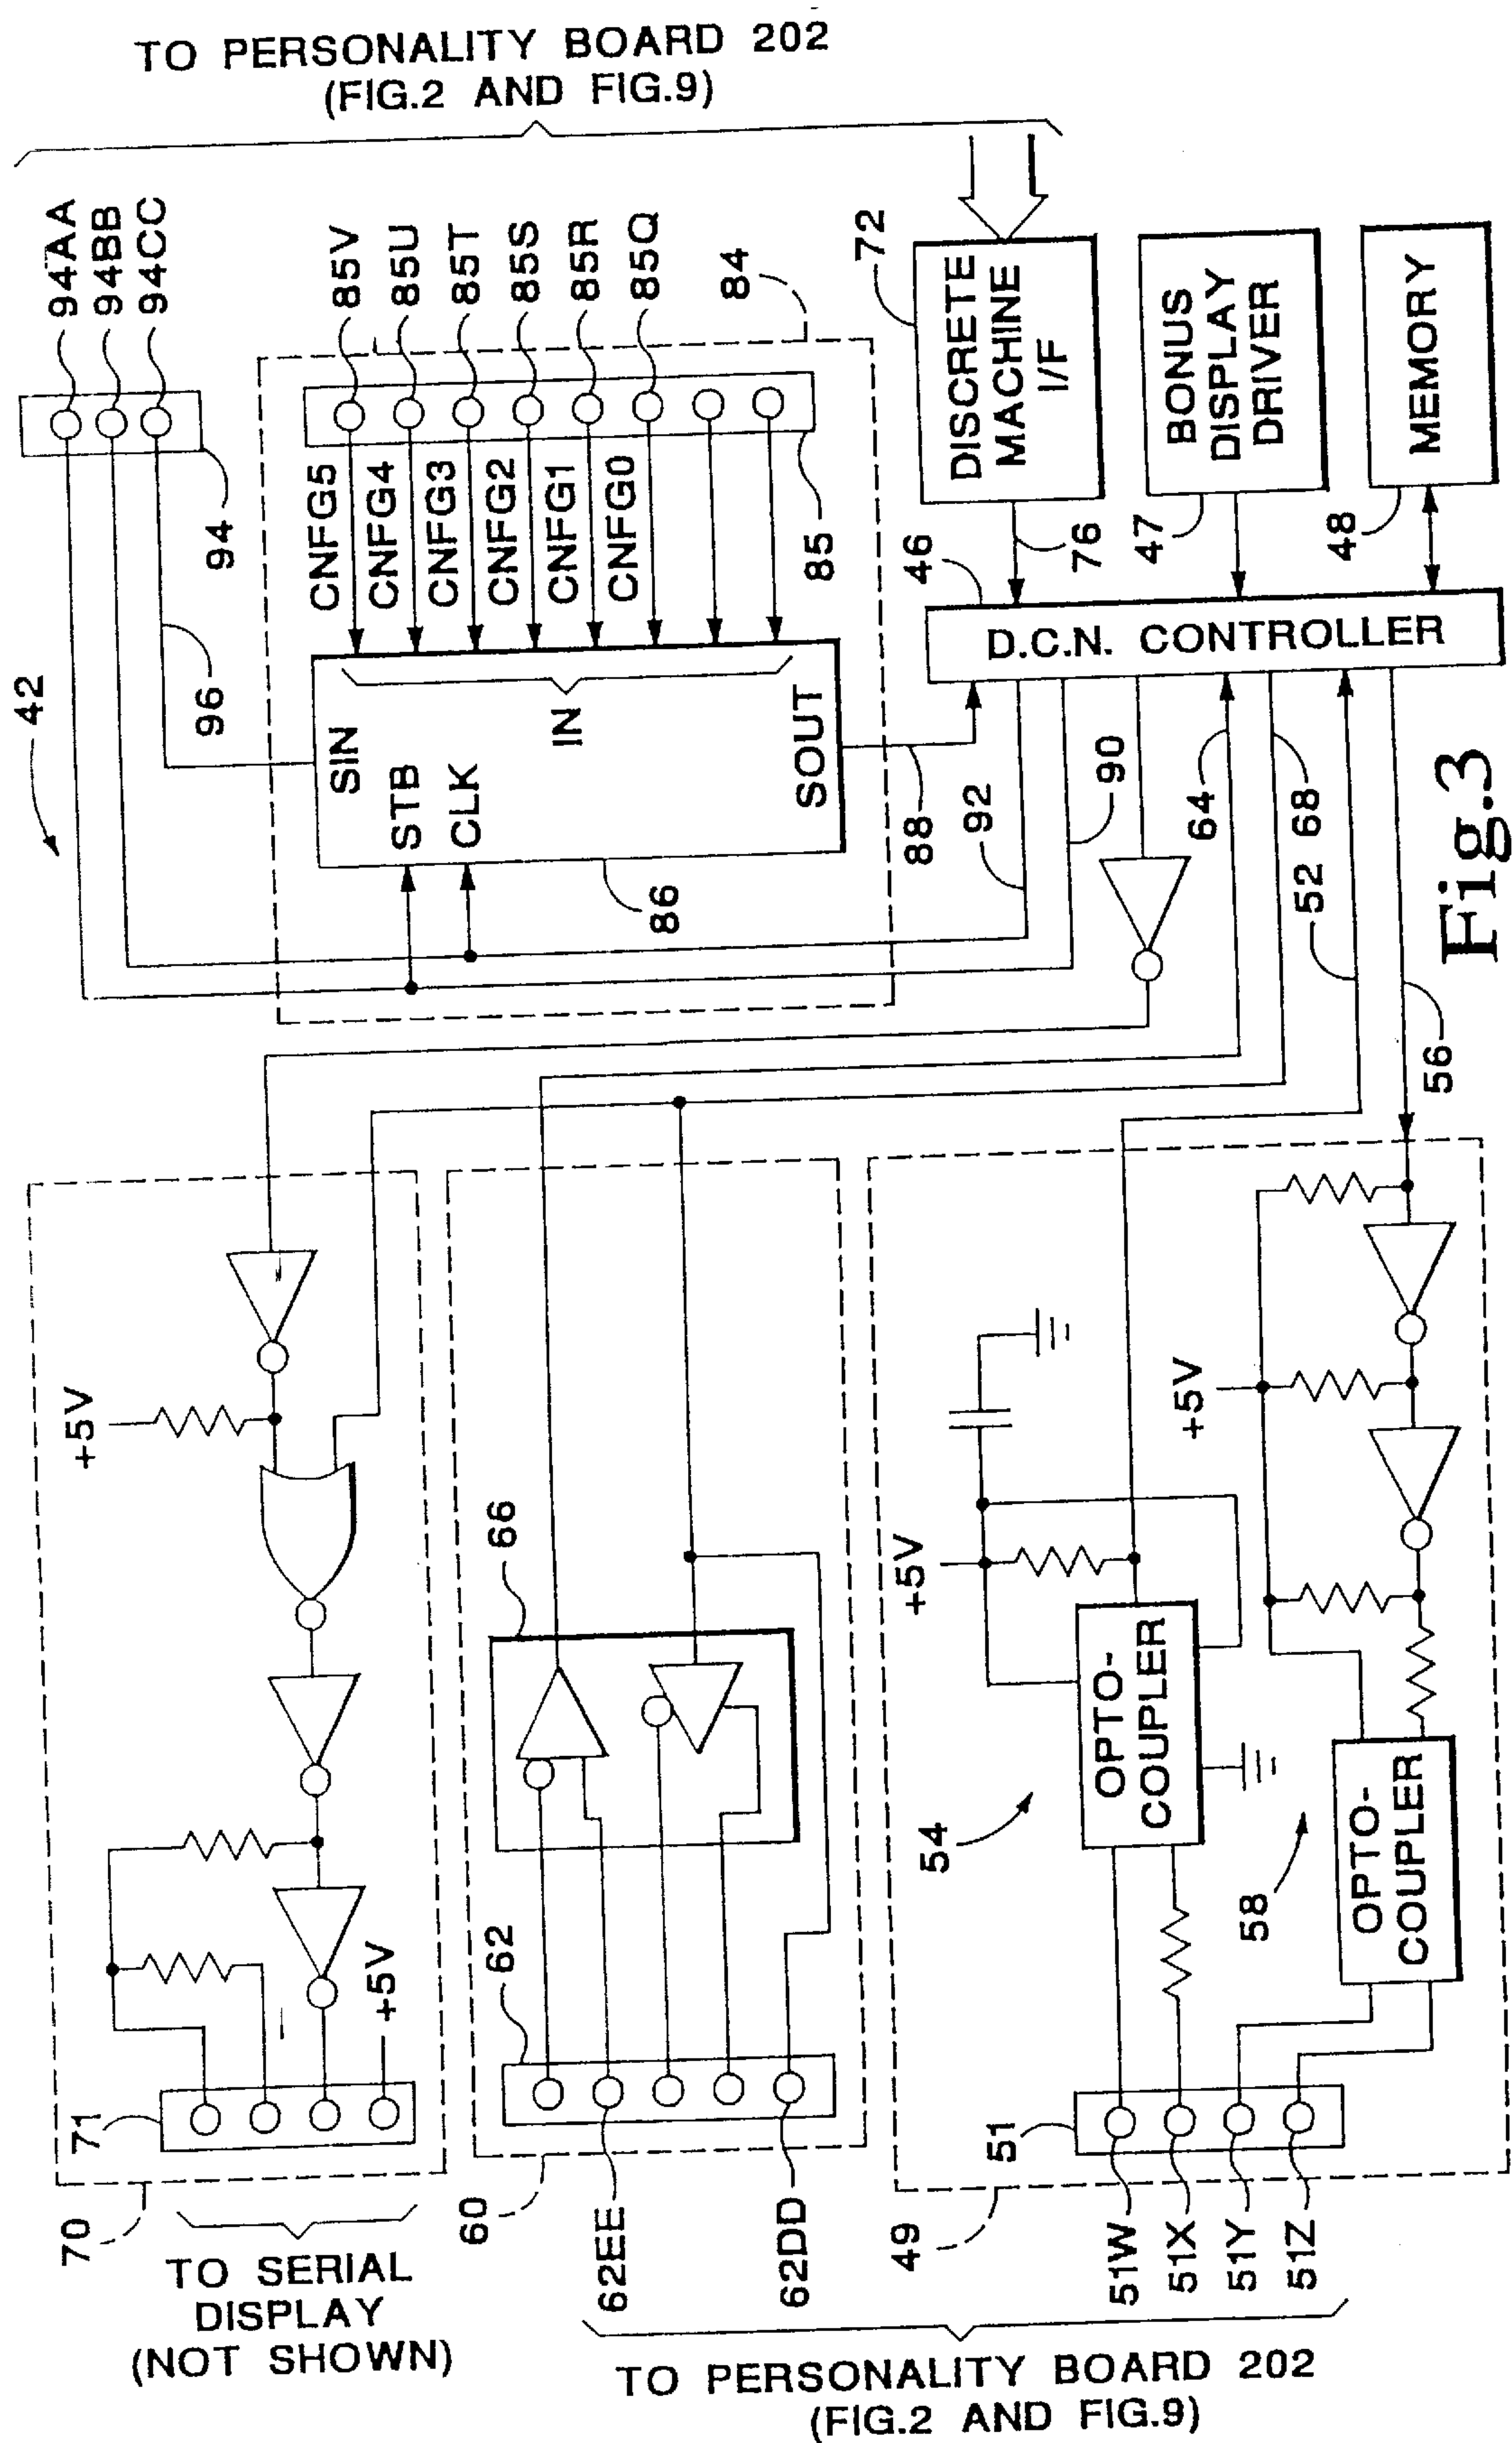 TO PERSONALITY BOARD 202
(FIG.2 AND FIG.9)
94AA
94BB
94CC
94
96
42
85V
85U
85T
85S
85R
85Q
84
CNFG5
CNFG4
CNFG3
CNFG2
CNFG1
CNFG0
85
SIN
STB
CLK
IN
SOUT
86
88
72
DISCRETE
MACHINE
I/F
76
BONUS
DISPLAY
DRIVER
47
MEMORY
48
46
D.C.N. CONTROLLER
92
90
64
68
52
56
Fig.3
+5V
+5V
71
70
TO SERIAL
DISPLAY
(NOT SHOWN)
66
62
60
62EE
62DD
+5V
+5V
OPTO-
COUPLER
54
OPTO-
COUPLER
58
51
49
51W
51X
51Y
51Z
TO PERSONALITY BOARD 202
(FIG.2 AND FIG.9)